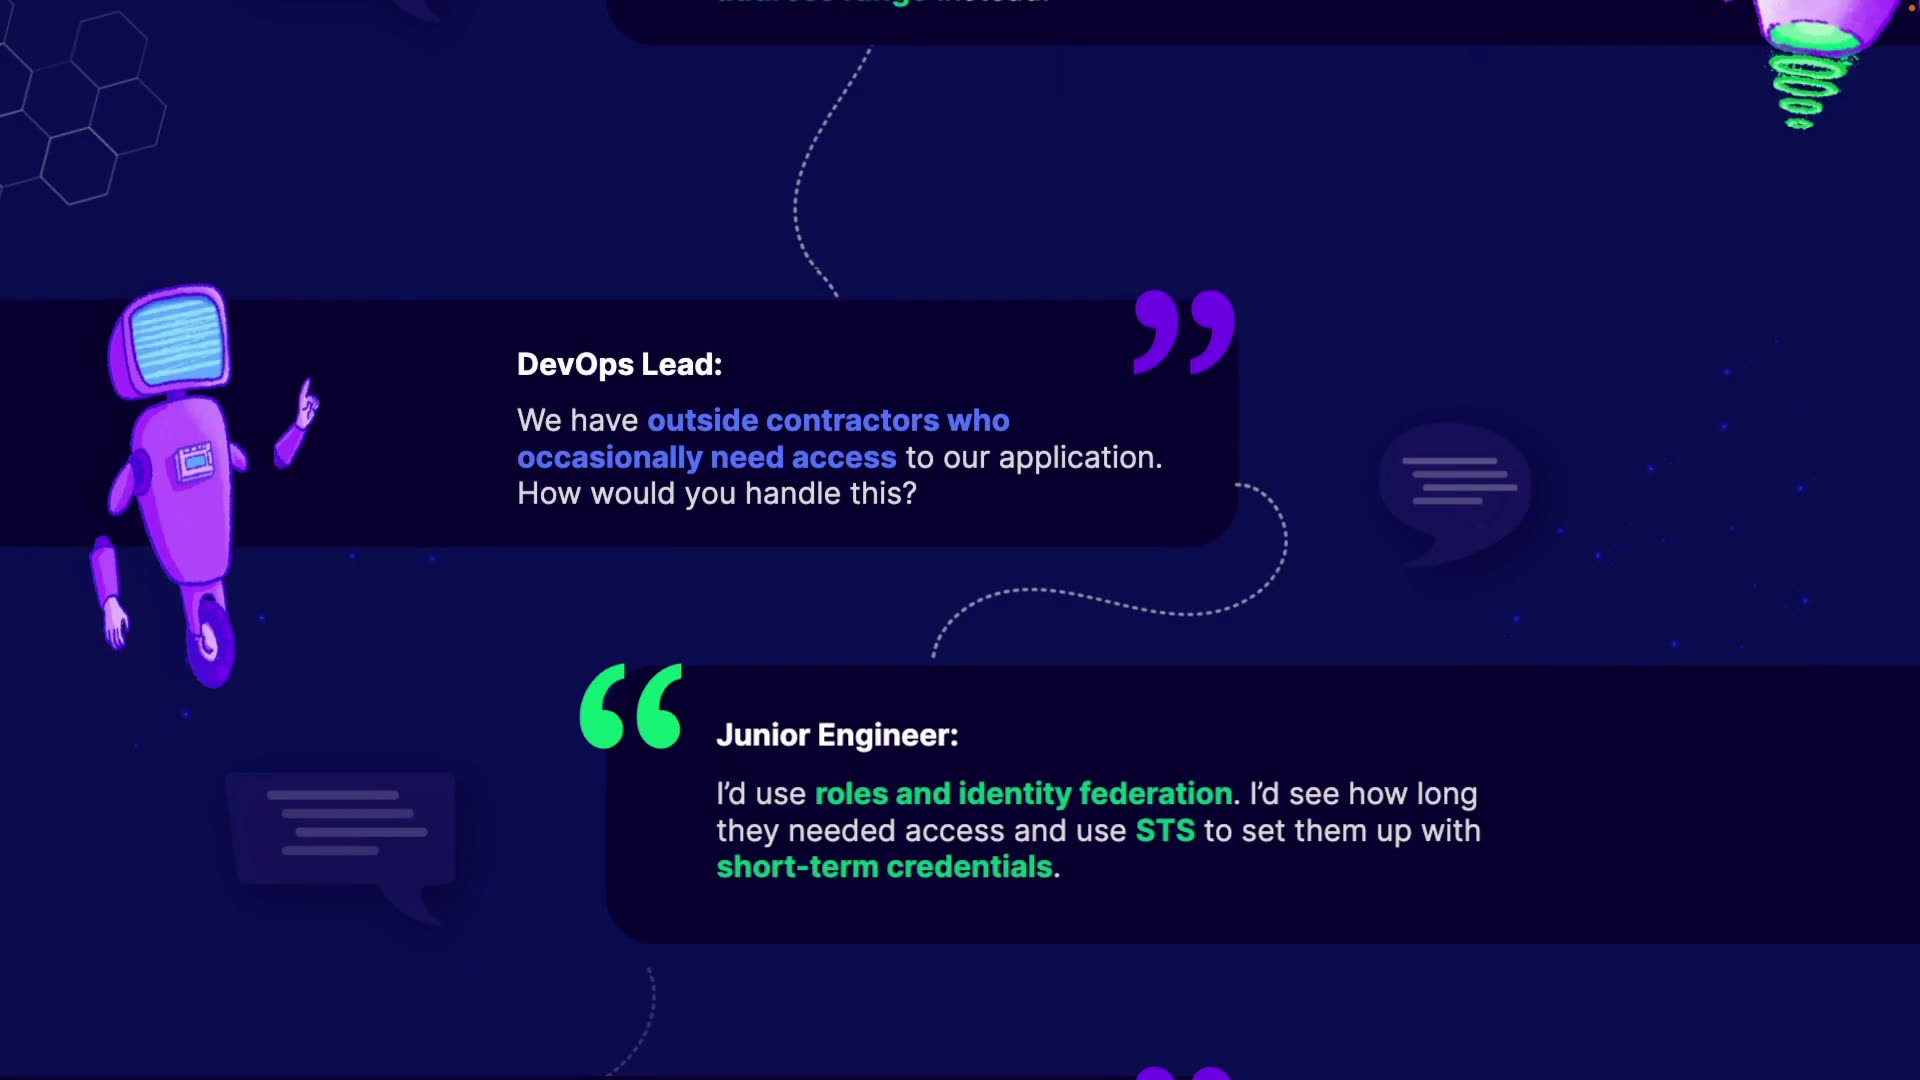 DevOps Lead:
We have outside contractors who
occasionally need access to our application.
How would you handle this?
Junior Engineer:
I’d use roles and identity federation. I’d see how long
they needed access and use STS to set them up with
short-term credentials.